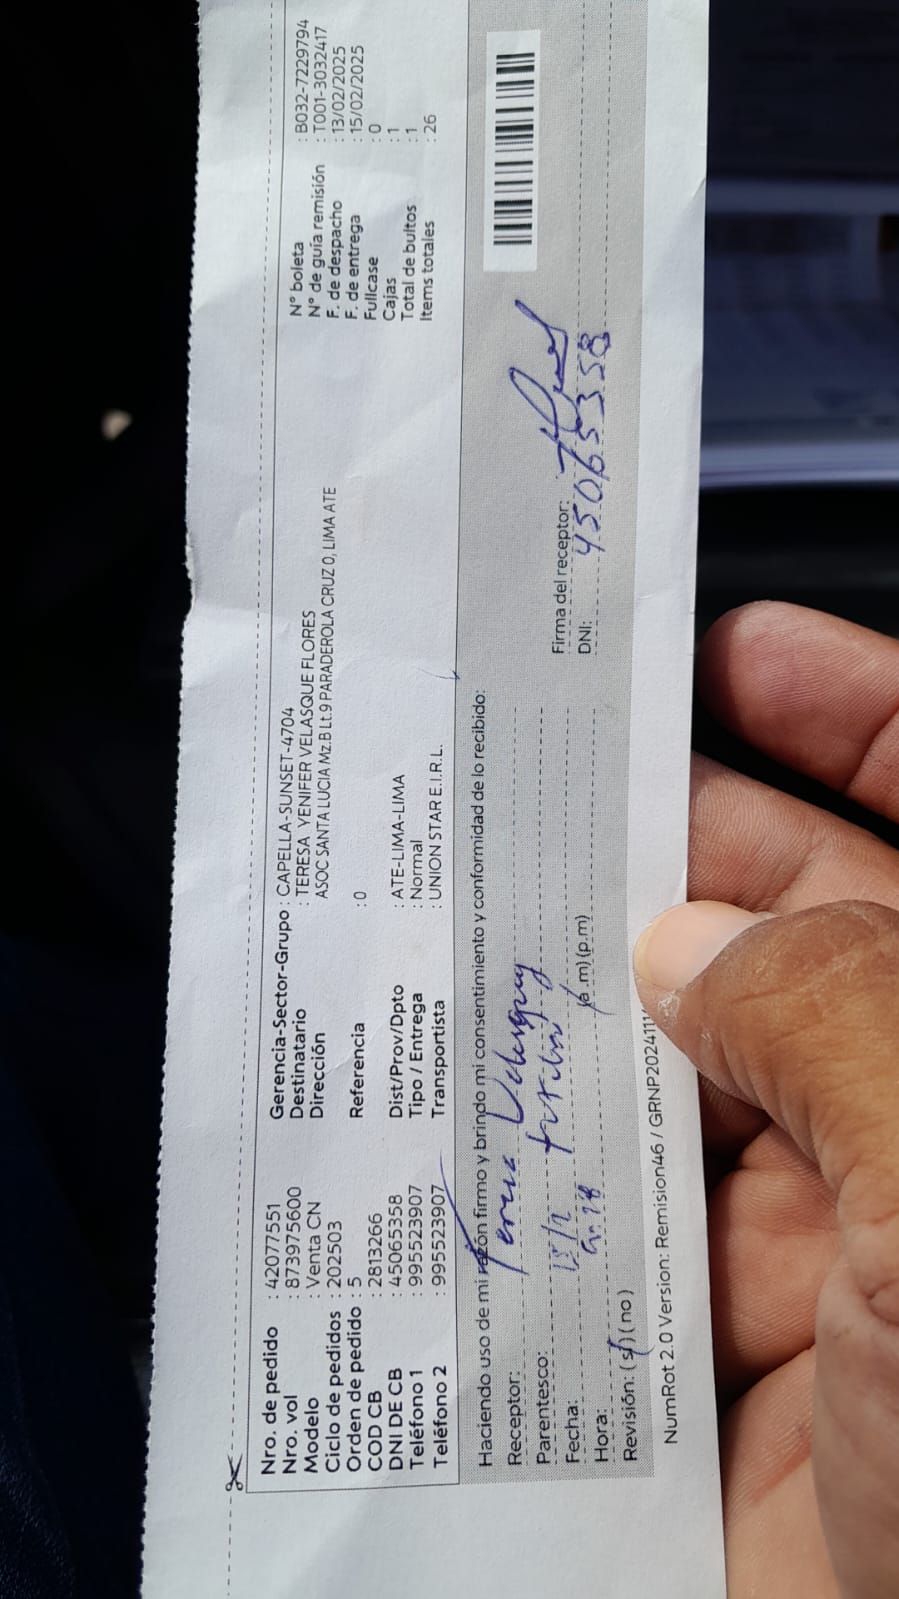 Nro. de pedido : 42077551
Nro. vol : 873975600
Modelo : Venta CN
Ciclo de pedidos : 202503
Orden de pedido : 5
COD CB : 2813266
DNI DE CB : 45065358
Teléfono 1 : 995523907
Teléfono 2 : 995523907
Gerencia-Sector-Grupo : CAPELLA-SUNSET-4704
Destinatario : TERESA YENIFER VELASQUE FLORES
Dirección ASOC SANTA LUCIA Mz.B Lt.9 PARADEROLA CRUZ 0, LIMA ATE
Referencia : 0
Dist/Prov/Dpto : ATE-LIMA-LIMA
Tipo / Entrega : Normal
Transportista : UNION STAR E.I.R.L.
N° boleta : B032-7229794
N° de guía remisión : T001-3032417
F. de despacho : 13/02/2025
F. de entrega : 15/02/2025
Fullcase : 0
Cajas : 1
Total de bultos : 1
Items totales : 26
Haciendo uso de mi razón firmo y brindo mi consentimiento y conformidad de lo recibido:
Receptor:
Parentesco:
Fecha:
Hora: (a.m) (p.m)
Revisión: (si) (no)
Firma del receptor:
DNI: 45065358
NumRot 2.0 Version: Remision46 / GRNP2024111